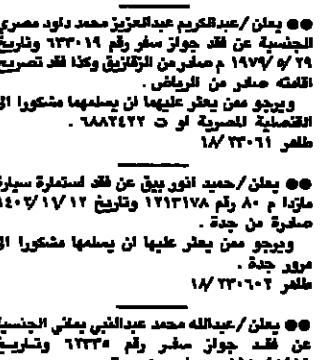 ●● يعلن / عبدالكريم عبدالعزيز محمد داود مصري
الجنسية عن فقد جواز سفر رقم ٦٣٣٠١٩ وتاريخ
٢٩ /٥/ ١٩٧٩ م صادر من الزقازيق وكذا فقد تصريح
اقامته صادر من الرياض .
ويرجو ممن يعثر عليهما ان يسلمهما مشكورا الى
القنصلية المصرية او ت ٦٨٨٢٤٢٢ .
طاهر ٢٣٠٦١ /١٨
●● يعلن / حميد انور بيق عن فقد استمارة سيارة
مازدا م ٨٠ رقم ١٢١٣١٧٨ وتاريخ ١٤٠٢/١١/١٢
صادرة من جدة .
ويرجو ممن يعثر عليها ان يسلمها مشكورا الى
مرور جدة .
طاهر ٢٣٠٦٠٢ /١٨
●● يعلن / عبدالله محمد عبدالنبي يمني الجنسية
عن فقد جواز سفر رقم ٦٢٣٣٥ وتاريخ